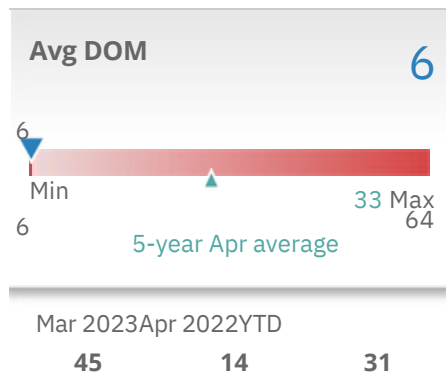 Avg DOM 6
6
Min
33 Max
6 64
5-year Apr average
Mar 2023Apr 2022YTD
45 14 31